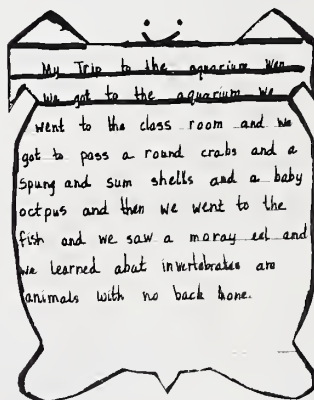 My Trip to the aquarium Wen
We got to the aquarium We
went to the class room and we
got to pass a round crabs and a
spung and sum shells and a baby
octpus and then we went to the
fish and we saw a moray eel and
we learned abut invertebrates are
animals with no back bone.